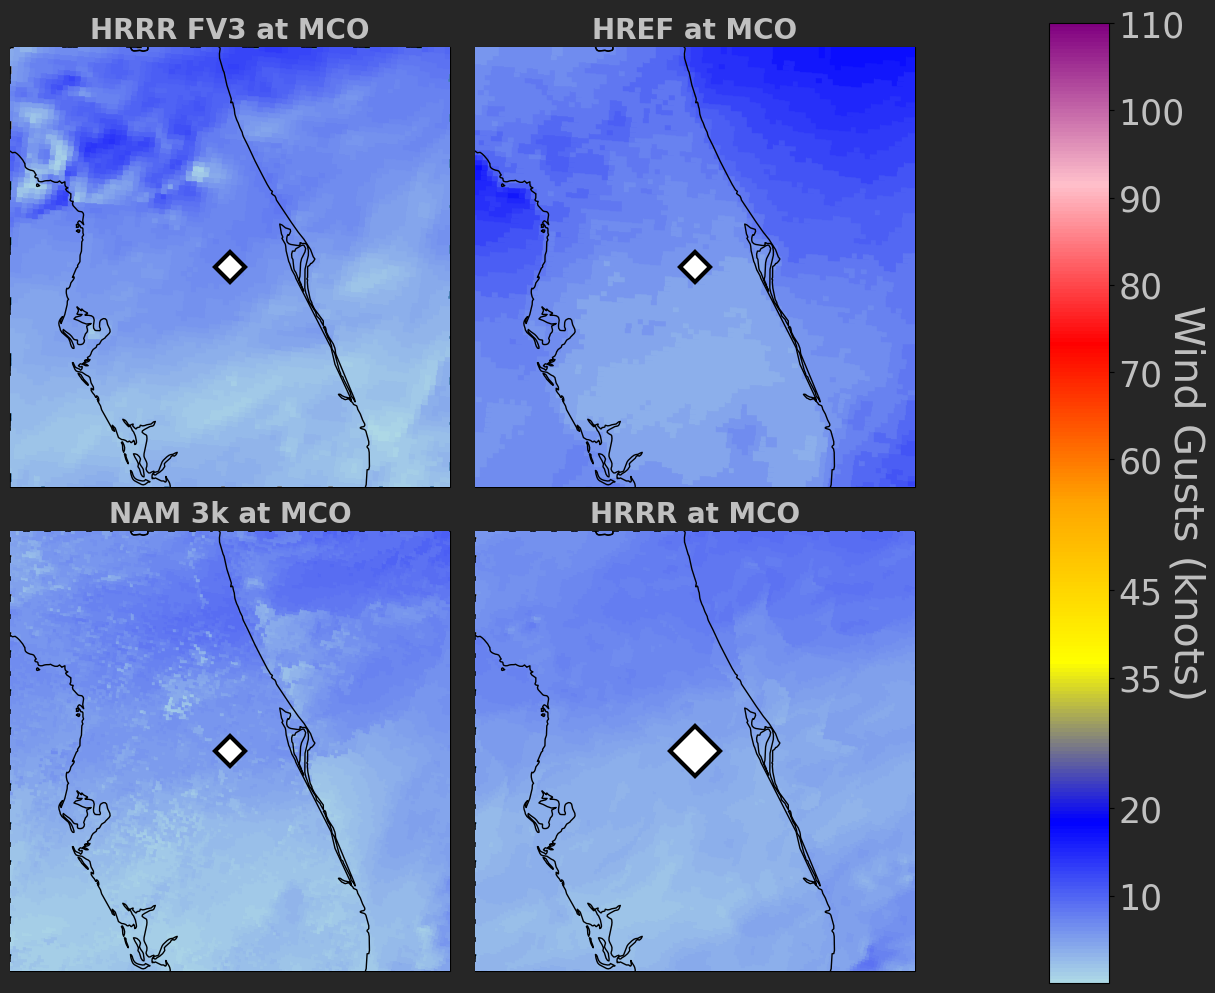 HRRR FV3 at MCO
HREF at MCO
NAM 3k at MCO
HRRR at MCO
110
100
90
80
70
60
45
35
20
10
Wind Gusts (knots)